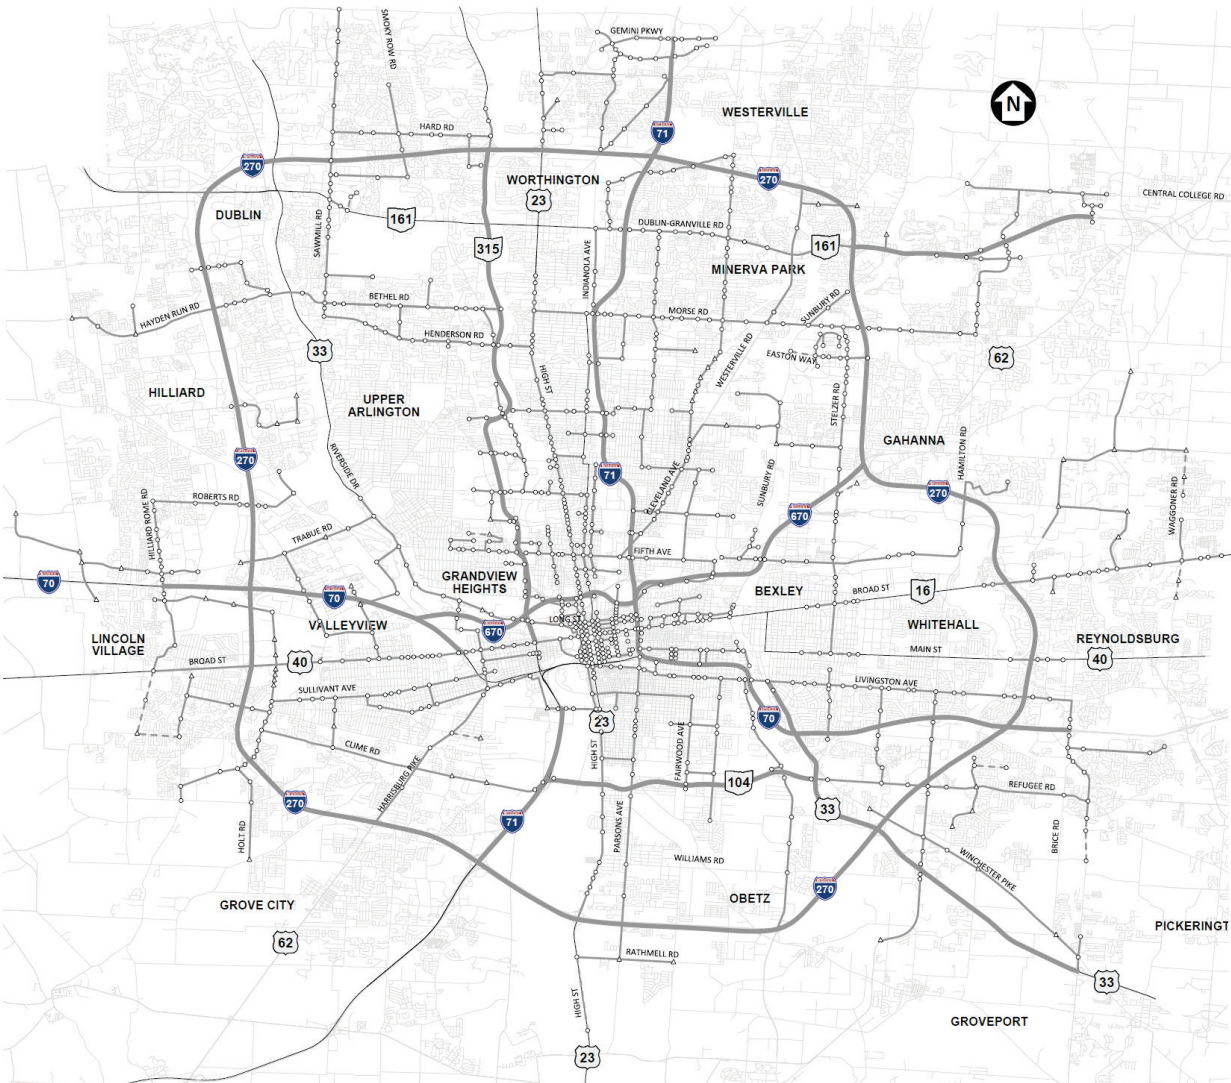 SMOKY ROW RD
GEMINI PKWY
N
WESTERVILLE
HARD RD
71
270
WORTHINGTON
270
23
CENTRAL COLLEGE RD
DUBLIN
161
SAWMILL RD
DUBLIN-GRANVILLE RD
315
161
INDIANOLA AVE
MINERVA PARK
BETHEL RD
HAYDEN RUN RD
SUNBURY RD
MORSE RD
HENDERSON RD
33
WESTERVILLE RD
EASTON WAY
62
HIGH ST
HILLIARD
UPPER
ARLINGTON
STELZER RD
GAHANNA
HAMILTON RD
270
RIVERSIDE DR
71
CLEVELAND AVE
SUNBURY RD
270
WAGGONER RD
ROBERTS RD
HILLIARD ROME RD
670
TRABUE RD
FIFTH AVE
70
GRANDVIEW
HEIGHTS
BEXLEY
BROAD ST
16
70
LONG ST
VALLEYVIEW
670
WHITEHALL
LINCOLN
VILLAGE
REYNOLDSBURG
MAIN ST
BROAD ST
40
40
SULLIVANT AVE
LIVINGSTON AVE
23
70
CLIME RD
HIGH ST
FAIRWOOD AVE
HARRISBURG PIKE
104
REFUGEE RD
270
33
71
PARSONS AVE
HOLT RD
BRICE RD
WILLIAMS RD
WINCHESTER PIKE
270
OBETZ
GROVE CITY
PICKERINGT
62
RATHMELL RD
33
HIGH ST
GROVEPORT
23